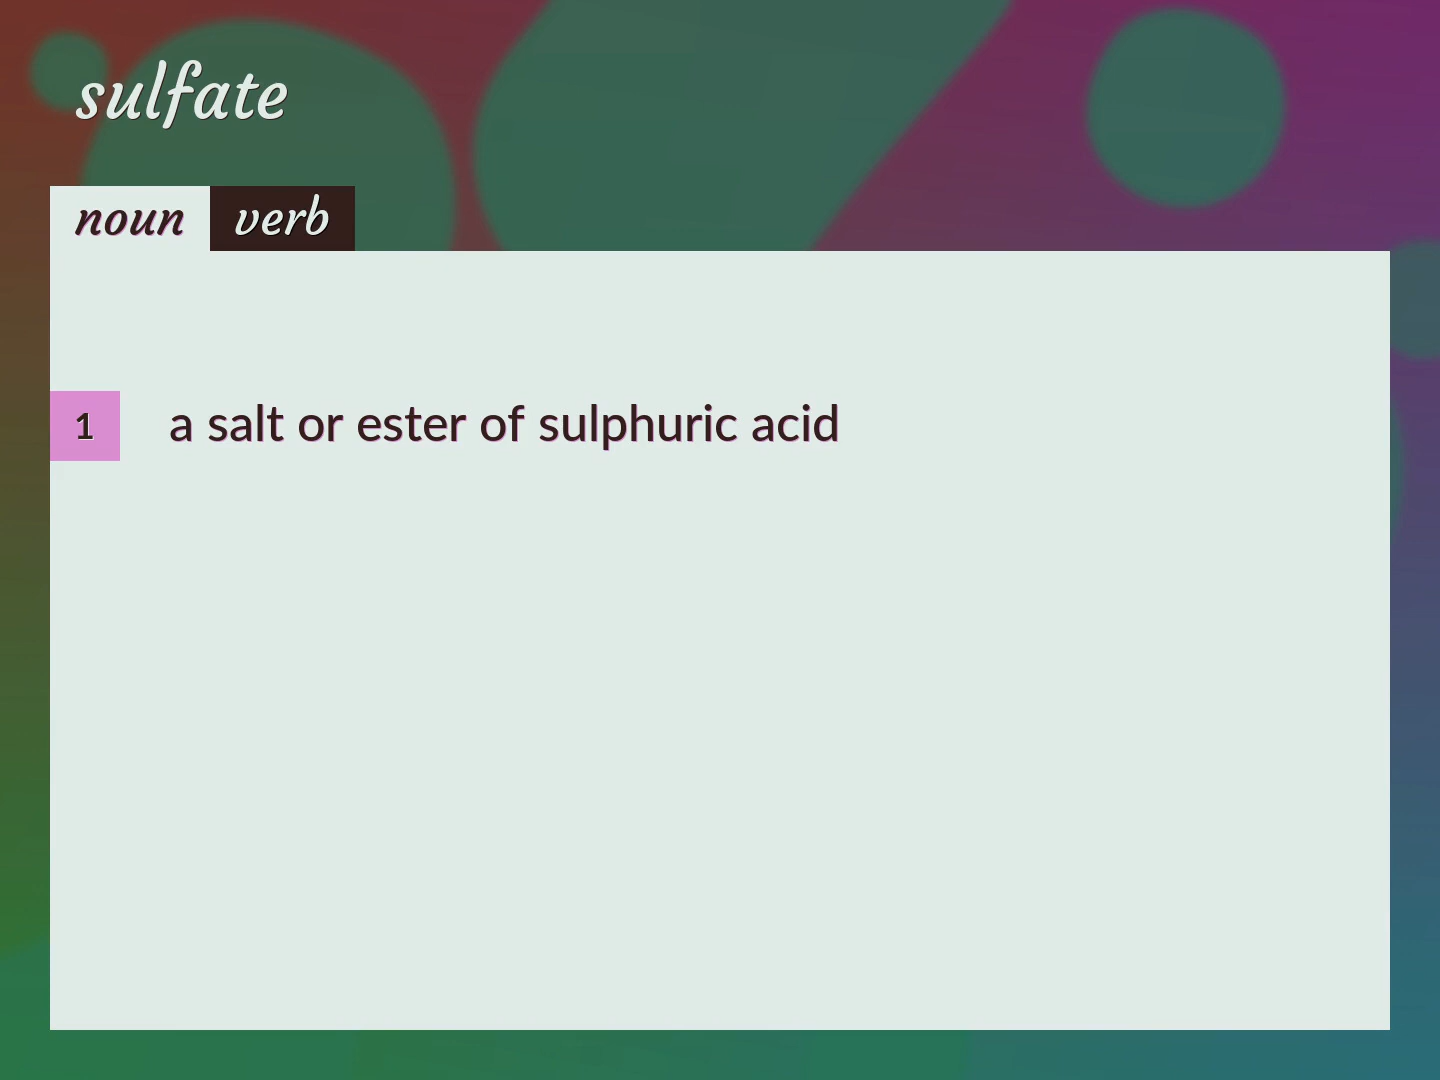 sulfate
noun verb
1 a salt or ester of sulphuric acid